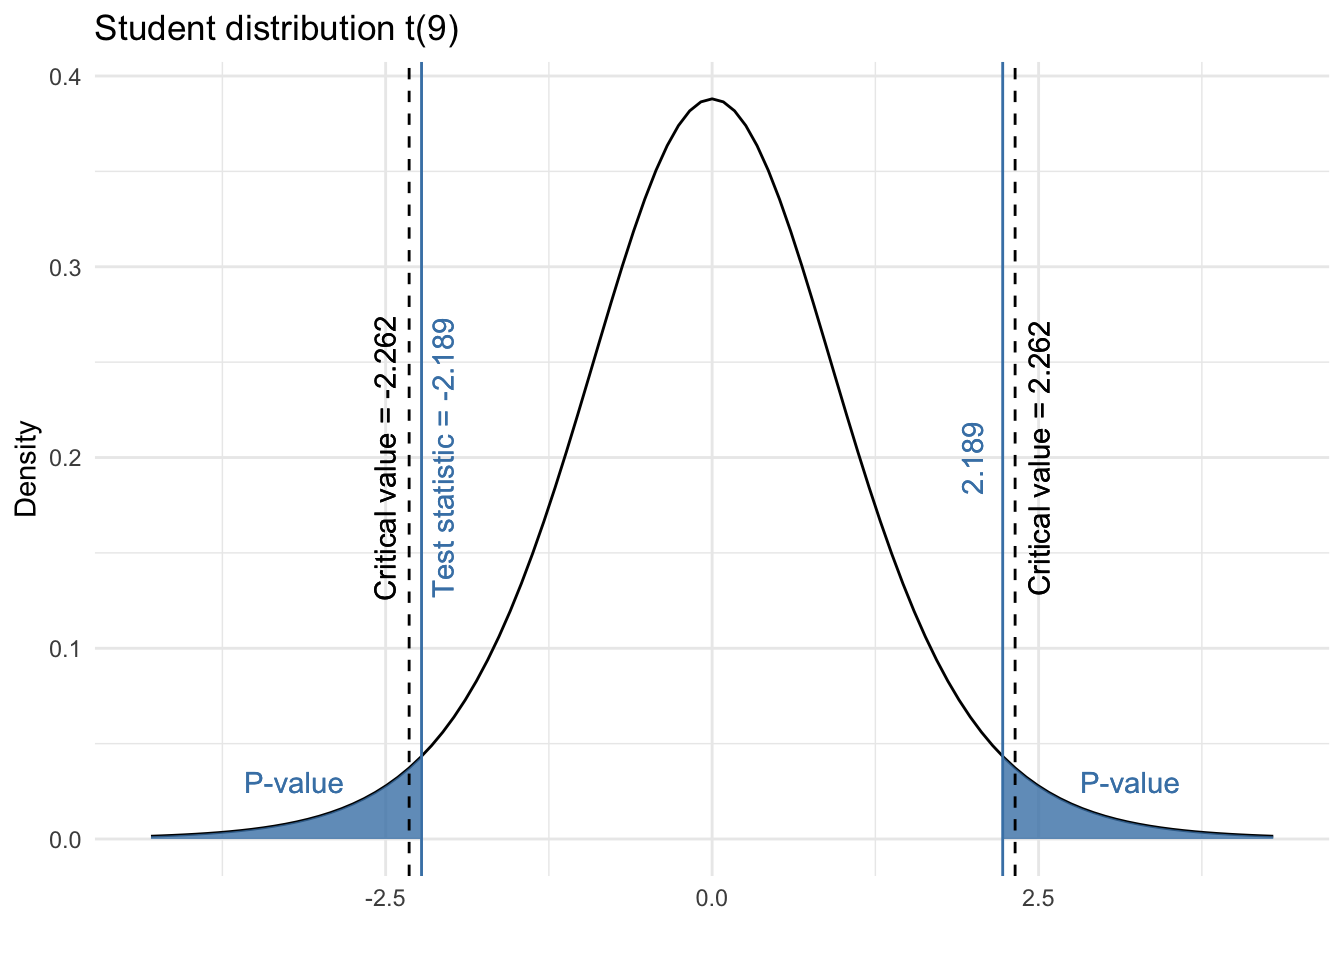 Student distribution t(9)
Density
0.4
0.3
0.2
0.1
0.0
Critical value = -2.262
Test statistic = -2.189
2.189
Critical value = 2.262
P-value
P-value
-2.5
0.0
2.5